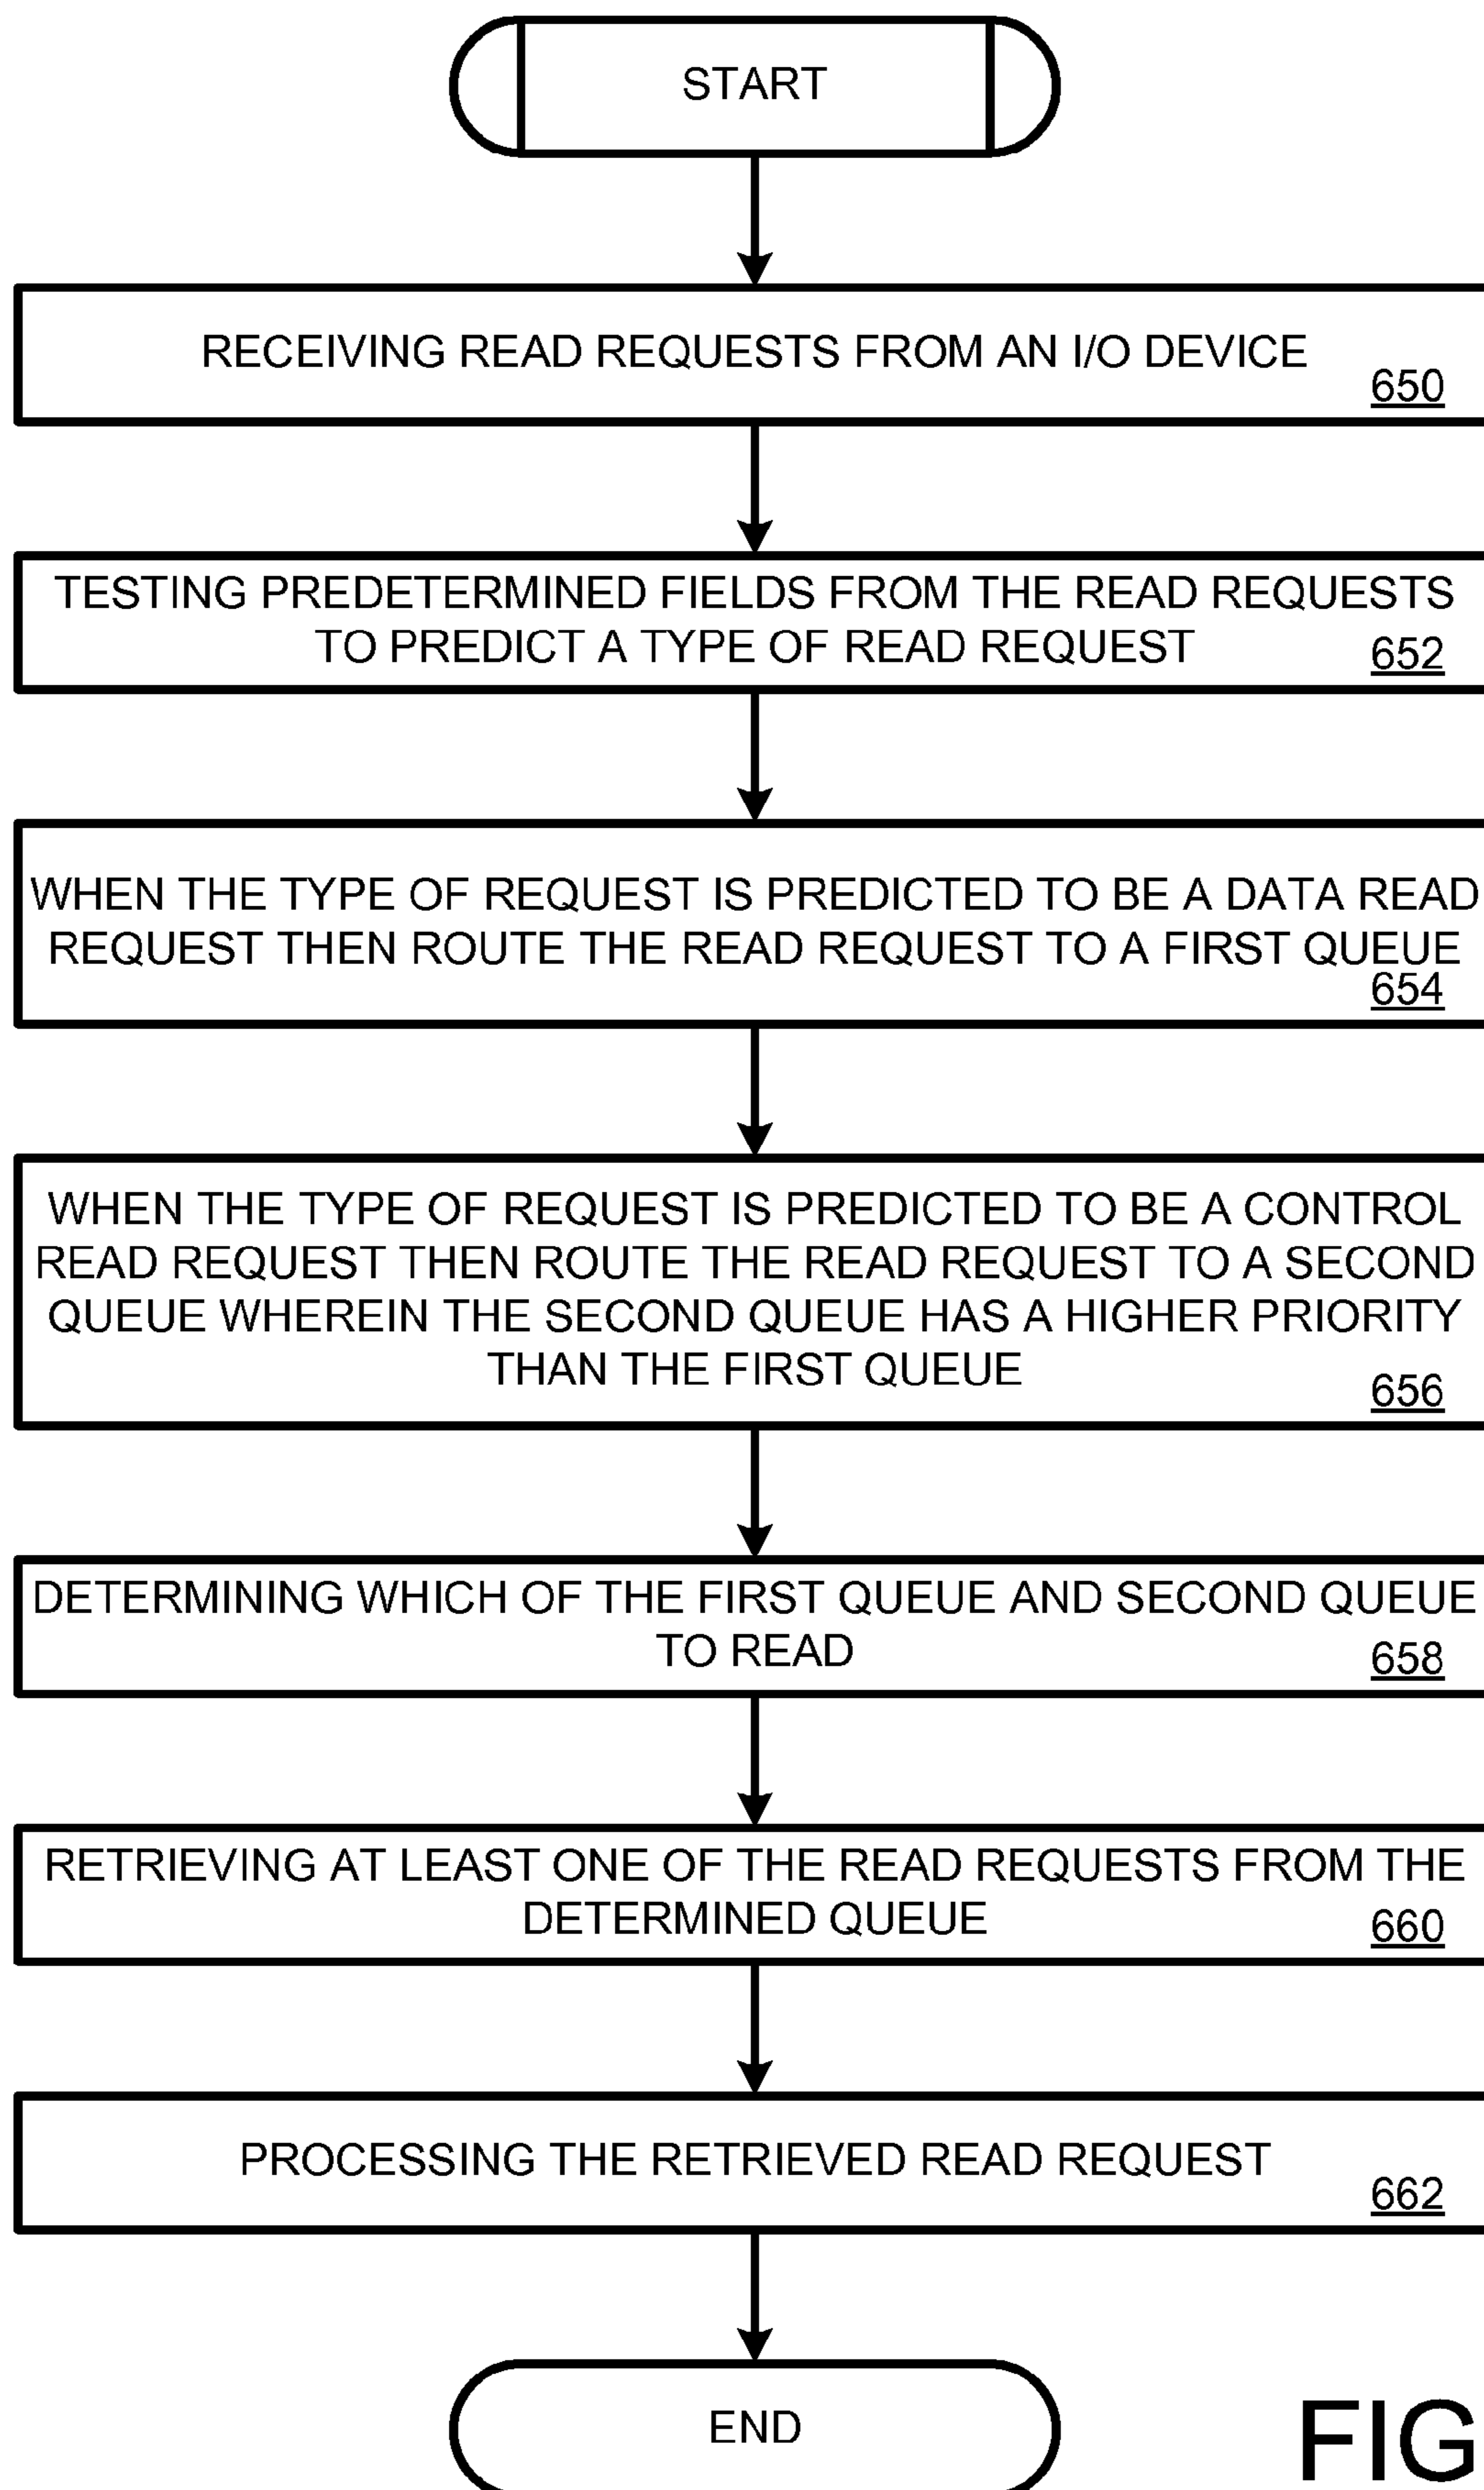 START
RECEIVING READ REQUESTS FROM AN I/O DEVICE
650
TESTING PREDETERMINED FIELDS FROM THE READ REQUESTS
TO PREDICT A TYPE OF READ REQUEST
652
WHEN THE TYPE OF REQUEST IS PREDICTED TO BE A DATA READ
REQUEST THEN ROUTE THE READ REQUEST TO A FIRST QUEUE
654
WHEN THE TYPE OF REQUEST IS PREDICTED TO BE A CONTROL
READ REQUEST THEN ROUTE THE READ REQUEST TO A SECOND
QUEUE WHEREIN THE SECOND QUEUE HAS A HIGHER PRIORITY
THAN THE FIRST QUEUE
656
DETERMINING WHICH OF THE FIRST QUEUE AND SECOND QUEUE
TO READ
658
RETRIEVING AT LEAST ONE OF THE READ REQUESTS FROM THE
DETERMINED QUEUE
660
PROCESSING THE RETRIEVED READ REQUEST
662
END
FIG